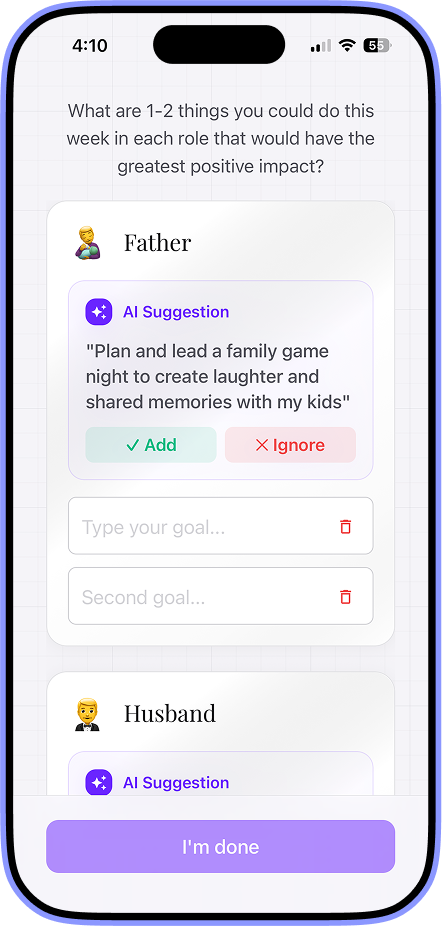 4:10
55
What are 1-2 things you could do this
week in each role that would have the
greatest positive impact?
Father
AI Suggestion
"Plan and lead a family game
night to create laughter and
shared memories with my kids"
Add
Ignore
Type your goal...
Second goal...
Husband
AI Suggestion
I'm done